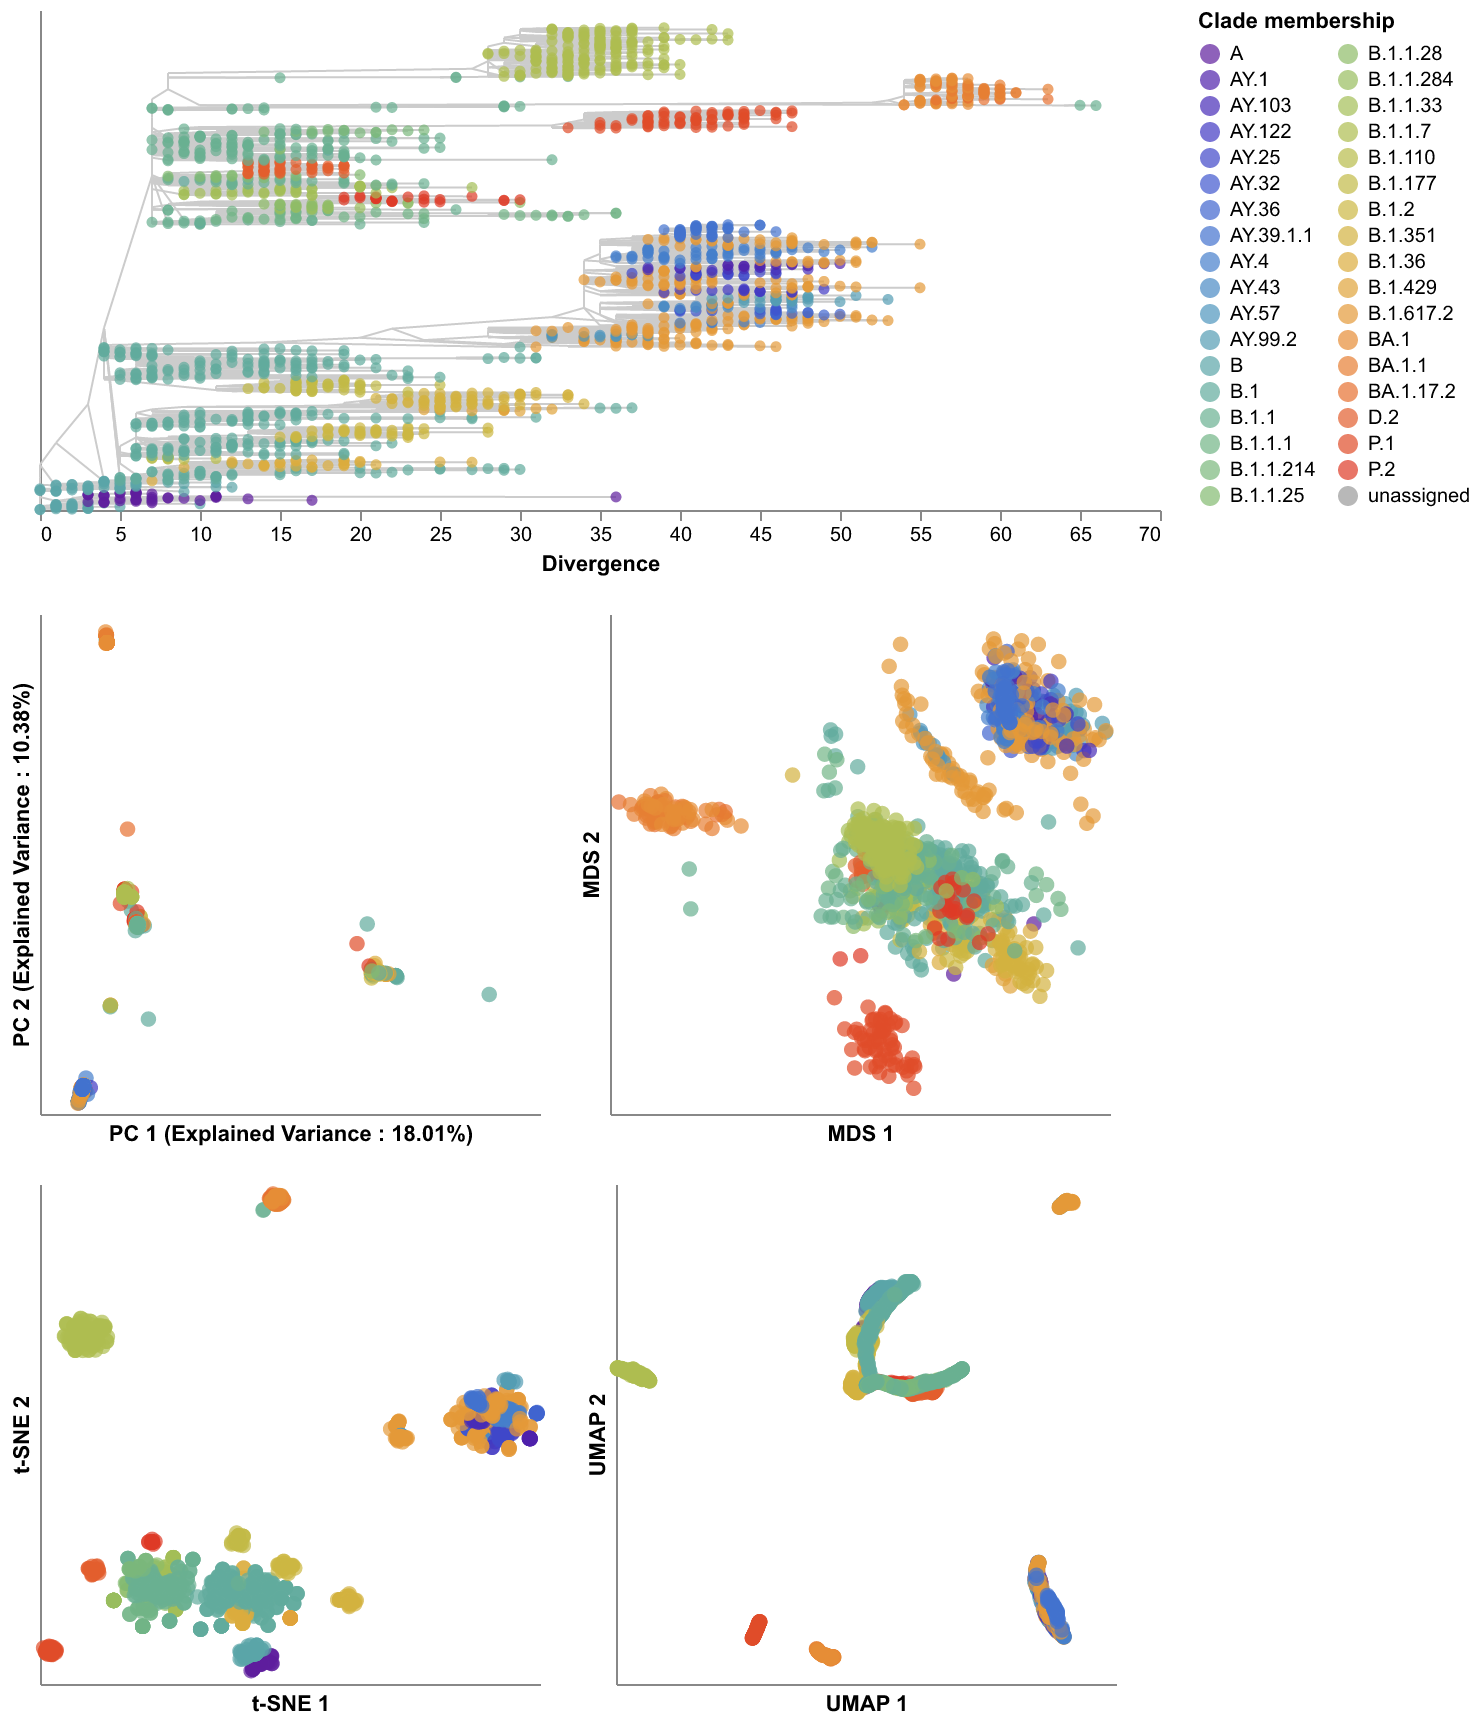 Clade membership
A
AY.1
AY.103
AY.122
AY.25
AY.32
AY.36
AY.39.1.1
AY.4
AY.43
AY.57
AY.99.2
B
B.1
B.1.1
B.1.1.1
B.1.1.214
B.1.1.25
B.1.1.28
B.1.1.284
B.1.1.33
B.1.1.7
B.1.110
B.1.177
B.1.2
B.1.351
B.1.36
B.1.429
B.1.617.2
BA.1
BA.1.1
BA.1.17.2
D.2
P.1
P.2
unassigned
0 5 10 15 20 25 30 35 40 45 50 55 60 65 70
Divergence
PC 2 (Explained Variance : 10.38%)
PC 1 (Explained Variance : 18.01%)
MDS 2
MDS 1
t-SNE 2
t-SNE 1
UMAP 2
UMAP 1